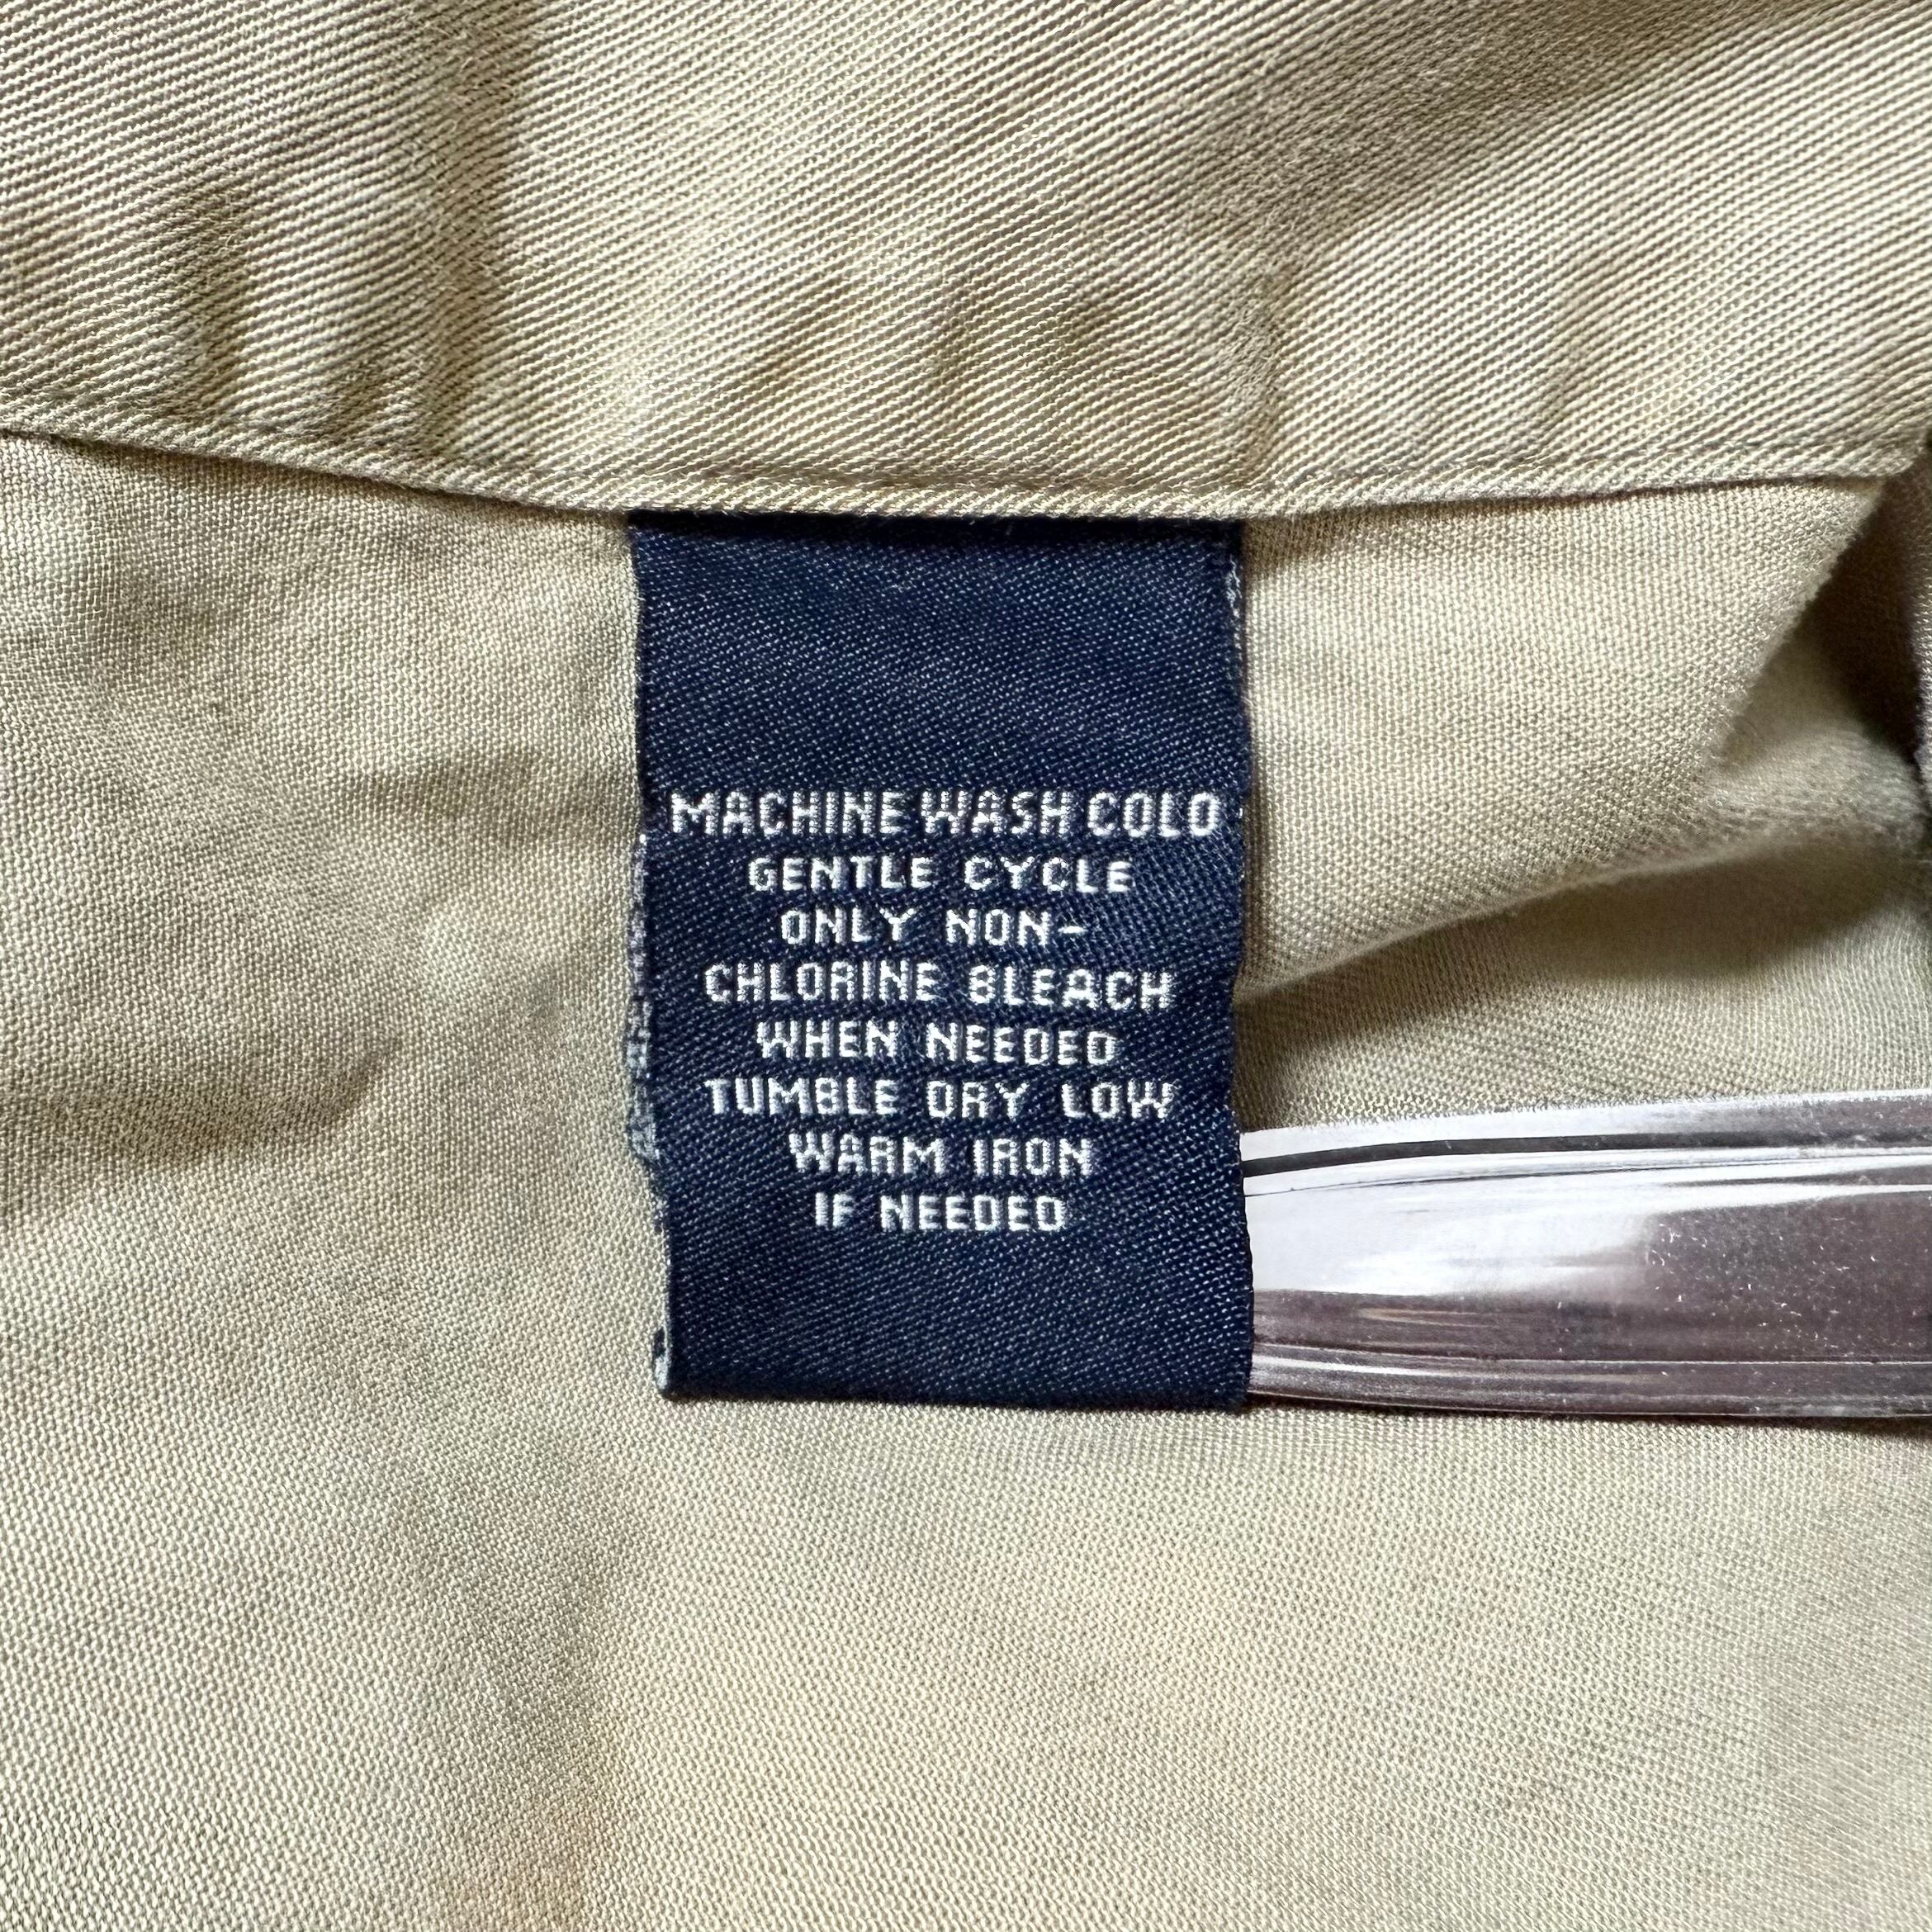 MACHINE WASH COLD
GENTLE CYCLE
ONLY NON-
CHLORINE BLEACH
WHEN NEEDED
TUMBLE DRY LOW
WARM IRON
IF NEEDED